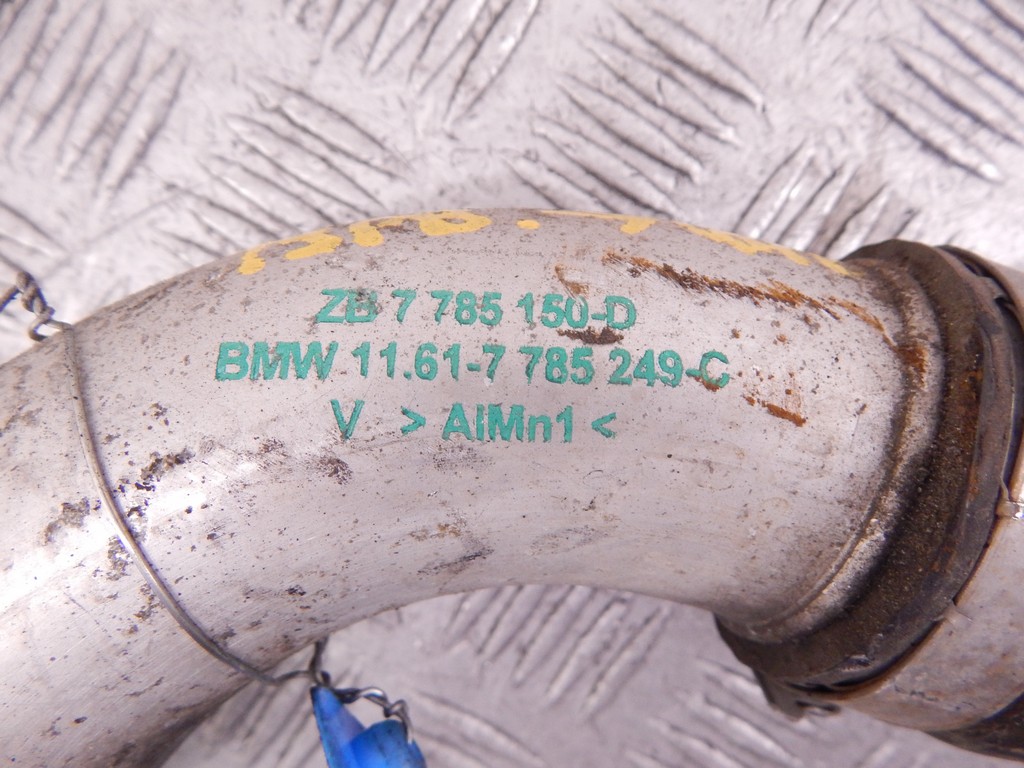 ZB 7 785 150-D
BMW 11.61-7 785 249-C
V > AlMn1 <